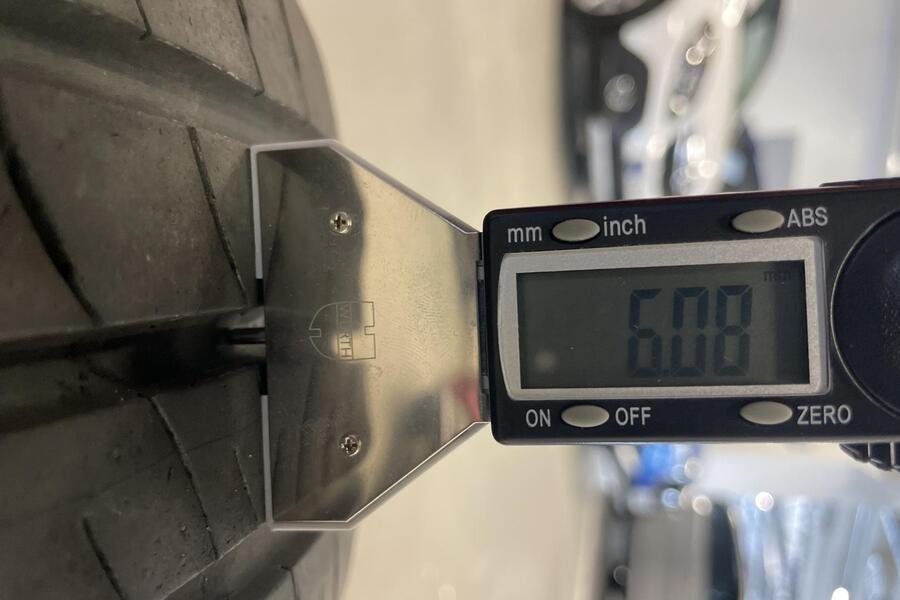 mm inch ABS
mm
6.08
ON OFF ZERO
WÜRTH